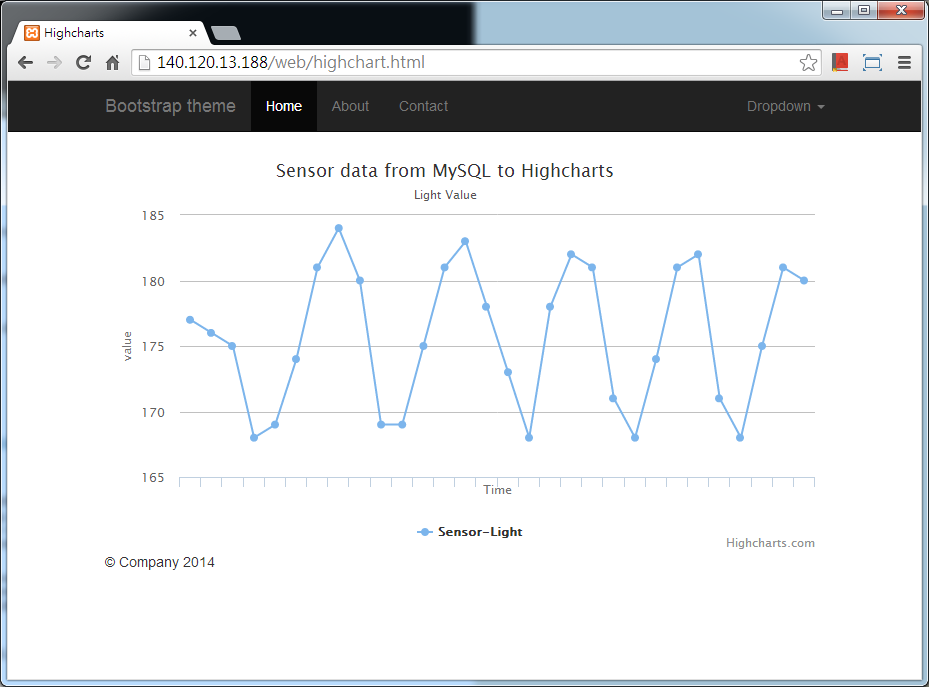 Highcharts
140.120.13.188/web/highchart.html
Bootstrap theme Home About Contact Dropdown
Sensor data from MySQL to Highcharts
Light Value
185
180
175
170
165
value
Time
Sensor-Light
Highcharts.com
© Company 2014